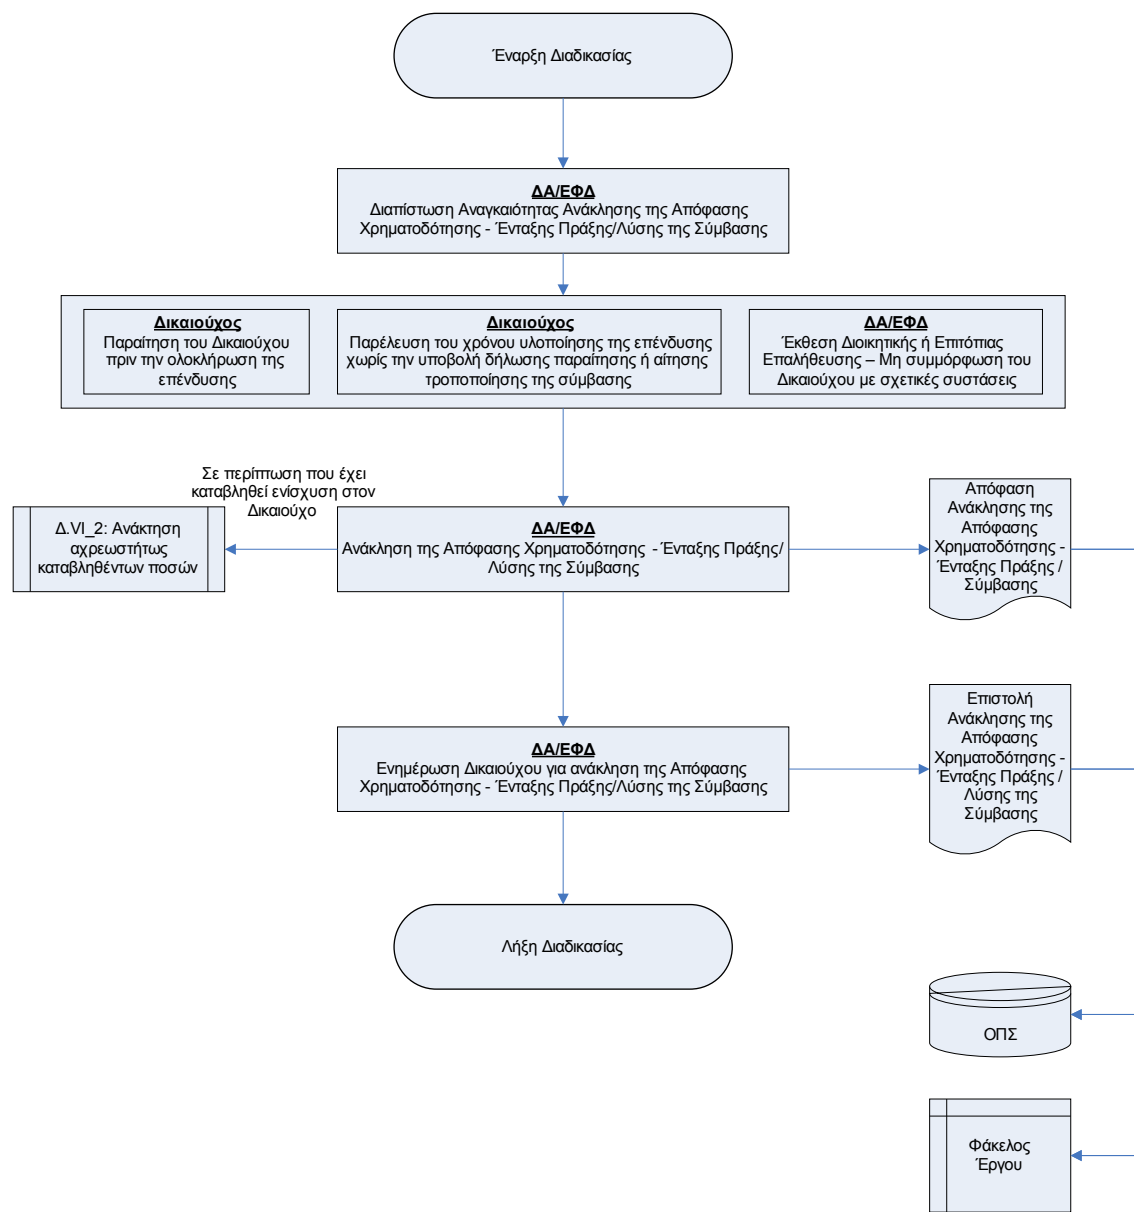 Έναρξη Διαδικασίας
ΔΑ/ΕΦΔ
Διαπίστωση Αναγκαιότητας Ανάκλησης της Απόφασης
Χρηματοδότησης - Ένταξης Πράξης/Λύσης της Σύμβασης
Δικαιούχος
Παραίτηση του Δικαιούχου
πριν την ολοκλήρωση της
επένδυσης
Δικαιούχος
Παρέλευση του χρόνου υλοποίησης της επένδυσης
χωρίς την υποβολή δήλωσης παραίτησης ή αίτησης
τροποποίησης της σύμβασης
ΔΑ/ΕΦΔ
Έκθεση Διοικητικής ή Επιτόπιας
Επαλήθευσης – Μη συμμόρφωση του
Δικαιούχου με σχετικές συστάσεις
Σε περίπτωση που έχει
καταβληθεί ενίσχυση στον
Δικαιούχο
Δ.VI_2: Ανάκτηση
αχρεωστήτως
καταβληθέντων ποσών
ΔΑ/ΕΦΔ
Ανάκληση της Απόφασης Χρηματοδότησης - Ένταξης Πράξης/
Λύσης της Σύμβασης
Απόφαση
Ανάκλησης της
Απόφασης
Χρηματοδότησης -
Ένταξης Πράξης /
Σύμβασης
ΔΑ/ΕΦΔ
Ενημέρωση Δικαιούχου για ανάκληση της Απόφασης
Χρηματοδότησης - Ένταξης Πράξης/Λύσης της Σύμβασης
Επιστολή
Ανάκλησης της
Απόφασης
Χρηματοδότησης -
Ένταξης Πράξης /
Λύσης της
Σύμβασης
Λήξη Διαδικασίας
ΟΠΣ
Φάκελος
Έργου